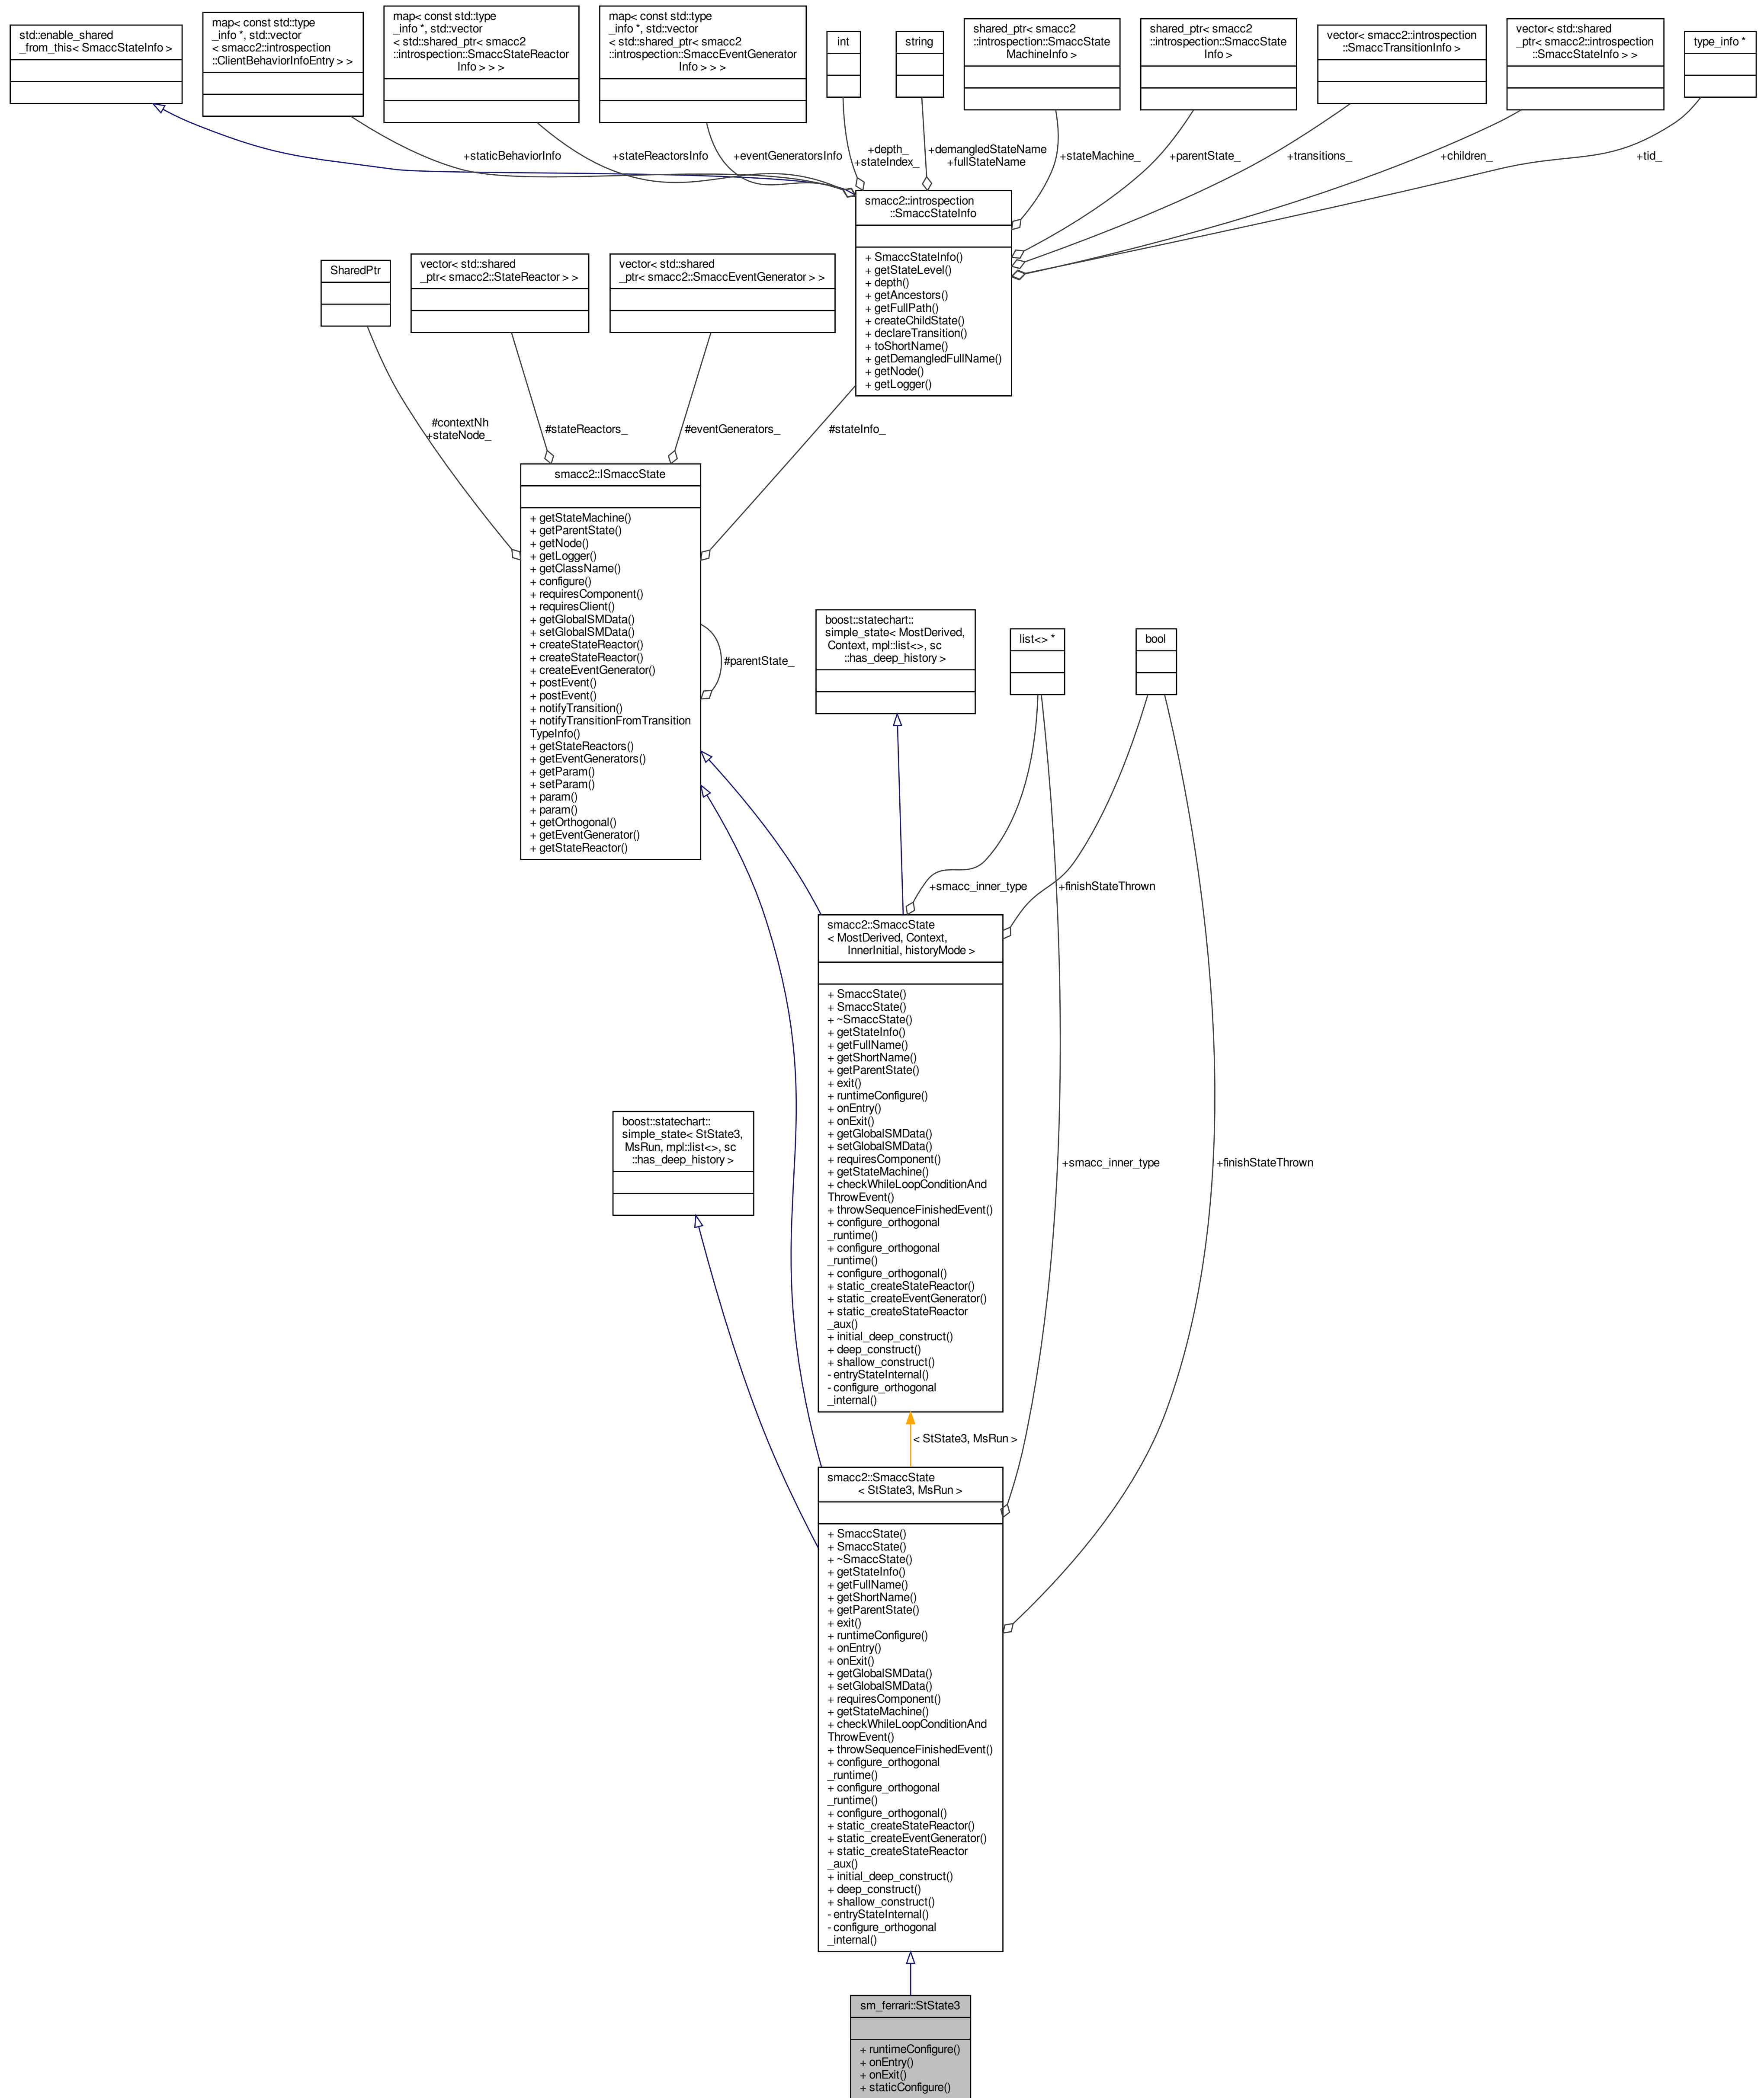 std::enable_shared
_from_this< SmaccStateInfo >
map< const std::type
_info *, std::vector
< smacc2::introspection
::ClientBehaviorInfoEntry > >
map< const std::type
_info *, std::vector
< std::shared_ptr< smacc2
::introspection::SmaccStateReactor
Info > > >
map< const std::type
_info *, std::vector
< std::shared_ptr< smacc2
::introspection::SmaccEventGenerator
Info > > >
int
string
shared_ptr< smacc2
::introspection::SmaccState
MachineInfo >
shared_ptr< smacc2
::introspection::SmaccState
Info >
vector< smacc2::introspection
::SmaccTransitionInfo >
vector< std::shared
_ptr< smacc2::introspection
::SmaccStateInfo > >
type_info *
+staticBehaviorInfo
+stateReactorsInfo
+eventGeneratorsInfo
+depth_
+stateIndex_
+demangledStateName
+fullStateName
+stateMachine_
+parentState_
+transitions_
+children_
+tid_
smacc2::introspection
::SmaccStateInfo
+ SmaccStateInfo()
+ getStateLevel()
+ depth()
+ getAncestors()
+ getFullPath()
+ createChildState()
+ declareTransition()
+ toShortName()
+ getDemangledFullName()
+ getNode()
+ getLogger()
SharedPtr
vector< std::shared
_ptr< smacc2::StateReactor > >
vector< std::shared
_ptr< smacc2::SmaccEventGenerator > >
#contextNh
+stateNode_
#stateReactors_
#eventGenerators_
#stateInfo_
smacc2::ISmaccState
+ getStateMachine()
+ getParentState()
+ getNode()
+ getLogger()
+ getClassName()
+ configure()
+ requiresComponent()
+ requiresClient()
+ getGlobalSMData()
+ setGlobalSMData()
+ createStateReactor()
+ createStateReactor()
+ createEventGenerator()
+ postEvent()
+ postEvent()
+ notifyTransition()
+ notifyTransitionFromTransition
TypeInfo()
+ getStateReactors()
+ getEventGenerators()
+ getParam()
+ setParam()
+ param()
+ param()
+ getOrthogonal()
+ getEventGenerator()
+ getStateReactor()
#parentState_
boost::statechart::
simple_state< MostDerived,
Context, mpl::list<>, sc
::has_deep_history >
list<> *
bool
+smacc_inner_type
+finishStateThrown
smacc2::SmaccState
< MostDerived, Context,
InnerInitial, historyMode >
+ SmaccState()
+ SmaccState()
+ ~SmaccState()
+ getStateInfo()
+ getFullName()
+ getShortName()
+ getParentState()
+ exit()
+ runtimeConfigure()
+ onEntry()
+ onExit()
+ getGlobalSMData()
+ setGlobalSMData()
+ requiresComponent()
+ getStateMachine()
+ checkWhileLoopConditionAnd
ThrowEvent()
+ throwSequenceFinishedEvent()
+ configure_orthogonal
_runtime()
+ configure_orthogonal
_runtime()
+ configure_orthogonal()
+ static_createStateReactor()
+ static_createEventGenerator()
+ static_createStateReactor
_aux()
+ initial_deep_construct()
+ deep_construct()
+ shallow_construct()
- entryStateInternal()
- configure_orthogonal
_internal()
boost::statechart::
simple_state< StState3,
MsRun, mpl::list<>, sc
::has_deep_history >
+smacc_inner_type
+finishStateThrown
< StState3, MsRun >
smacc2::SmaccState
< StState3, MsRun >
+ SmaccState()
+ SmaccState()
+ ~SmaccState()
+ getStateInfo()
+ getFullName()
+ getShortName()
+ getParentState()
+ exit()
+ runtimeConfigure()
+ onEntry()
+ onExit()
+ getGlobalSMData()
+ setGlobalSMData()
+ requiresComponent()
+ getStateMachine()
+ checkWhileLoopConditionAnd
ThrowEvent()
+ throwSequenceFinishedEvent()
+ configure_orthogonal
_runtime()
+ configure_orthogonal
_runtime()
+ configure_orthogonal()
+ static_createStateReactor()
+ static_createEventGenerator()
+ static_createStateReactor
_aux()
+ initial_deep_construct()
+ deep_construct()
+ shallow_construct()
- entryStateInternal()
- configure_orthogonal
_internal()
sm_ferrari::StState3
+ runtimeConfigure()
+ onEntry()
+ onExit()
+ staticConfigure()